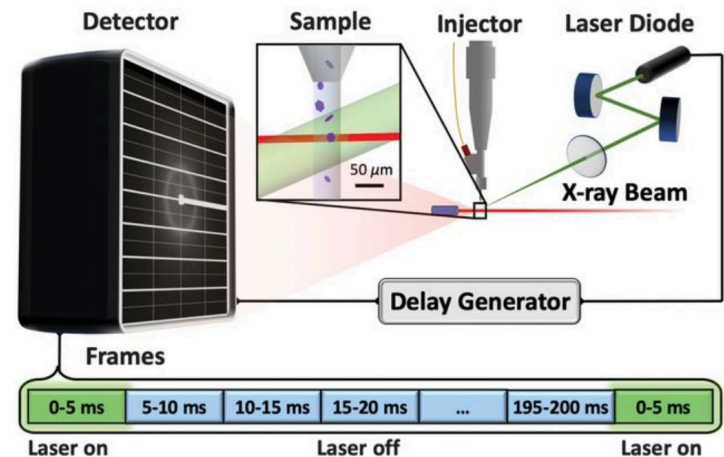 Detector
Sample
Injector
Laser Diode
50 μm
X-ray Beam
Delay Generator
Frames
0-5 ms 5-10 ms 10-15 ms 15-20 ms ... 195-200 ms 0-5 ms
Laser on Laser off Laser on